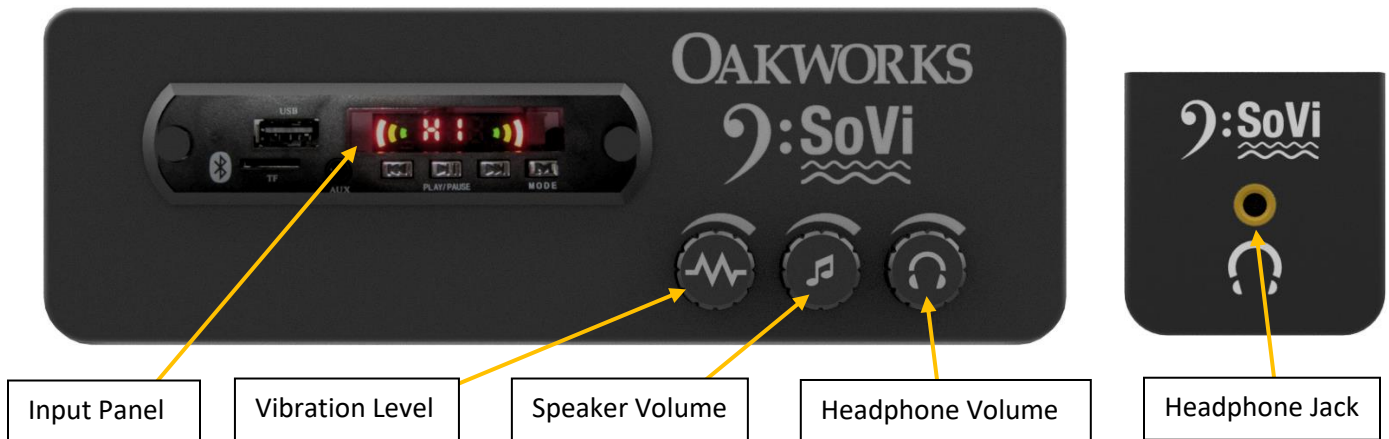 OAKWORKS
SoVi
USB
TF
AUX
PLAY/PAUSE
MODE
H1
SoVi
Input Panel
Vibration Level
Speaker Volume
Headphone Volume
Headphone Jack